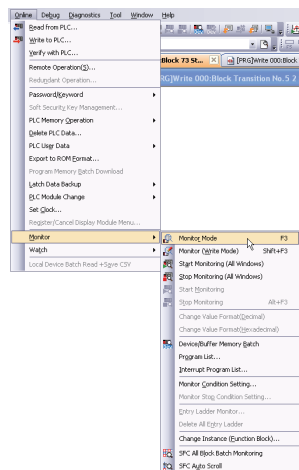 Online Debug Diagnostics Tool Window Help
Read from PLC...
Write to PLC...
Verify with PLC...
Remote Operation(S)...
Redundant Operation...
Password/Keyword
Soft Security Key Management...
PLC Memory Operation
Delete PLC Data...
PLC User Data
Export to ROM Format...
Program Memory Batch Download
Latch Data Backup
PLC Module Change
Set Clock...
Register/Cancel Display Module Menu...
Monitor
Watch
Local Device Batch Read +Save CSV
Block 73 St... [PRG]Write 000:Block
[PRG]Write 000:Block Transition No.5 2
Monitor Mode F3
Monitor (Write Mode) Shift+F3
Start Monitoring (All Windows)
Stop Monitoring (All Windows)
Start Monitoring
Stop Monitoring Alt+F3
Change Value Format(Decimal)
Change Value Format(Hexadecimal)
Device/Buffer Memory Batch
Program List...
Interrupt Program List...
Monitor Condition Setting...
Monitor Stop Condition Setting...
Entry Ladder Monitor...
Delete All Entry Ladder
Change Instance (Function Block)...
SFC All Block Batch Monitoring
SFC Auto Scroll